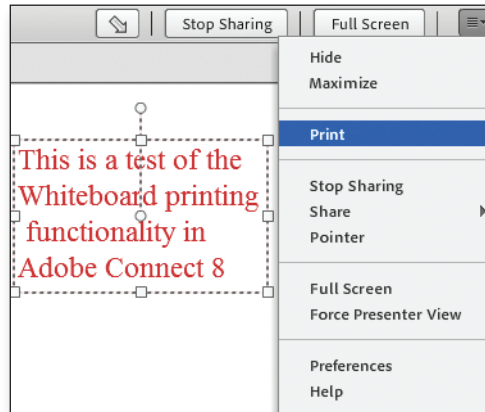 Stop Sharing
Full Screen
Hide
Maximize
Print
Stop Sharing
Share
Pointer
Full Screen
Force Presenter View
Preferences
Help
This is a test of the
Whiteboard printing
functionality in
Adobe Connect 8